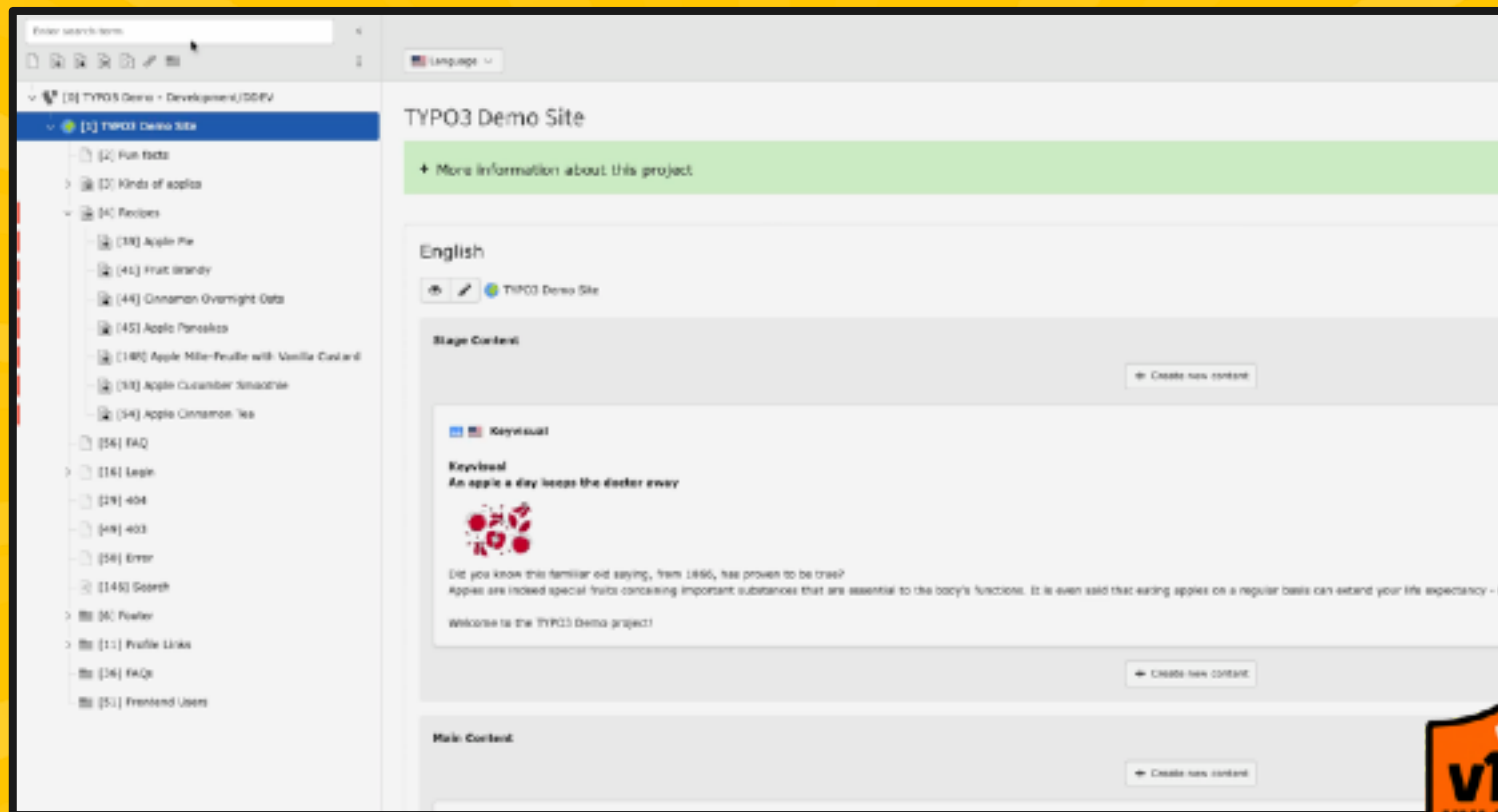 Enter search term
[0] TYPO3 Demo - Development/DDEV
[1] TYPO3 Demo Site
[2] Fun facts
[3] Kinds of apples
[4] Recipes
[39] Apple Pie
[41] Fruit Brandy
[44] Cinnamon Overnight Oats
[45] Apple Pancakes
Apple Mille-Feuille with Vanilla Custard
[53] Apple Cucumber Smoothie
[54] Apple Cinnamon Tea
[56] FAQ
[16] Login
[29] 404
[49] 403
[50] Error
[145] Search
[6] Footer
[11] Profile Links
[36] FAQs
[51] Frontend Users
Language
TYPO3 Demo Site
+ More information about this project
English
TYPO3 Demo Site
Stage Content
+ Create new content
Keyvisual
Keyvisual
An apple a day keeps the doctor away
Did you know this familiar old saying, from 1866, has proven to be true?
Apples are indeed special fruits containing important substances that are essential to the body's functions. It is even said that eating apples on a regular basis can extend your life expectancy -
Welcome to the TYPO3 Demo project!
+ Create new content
Main Content
+ Create new content